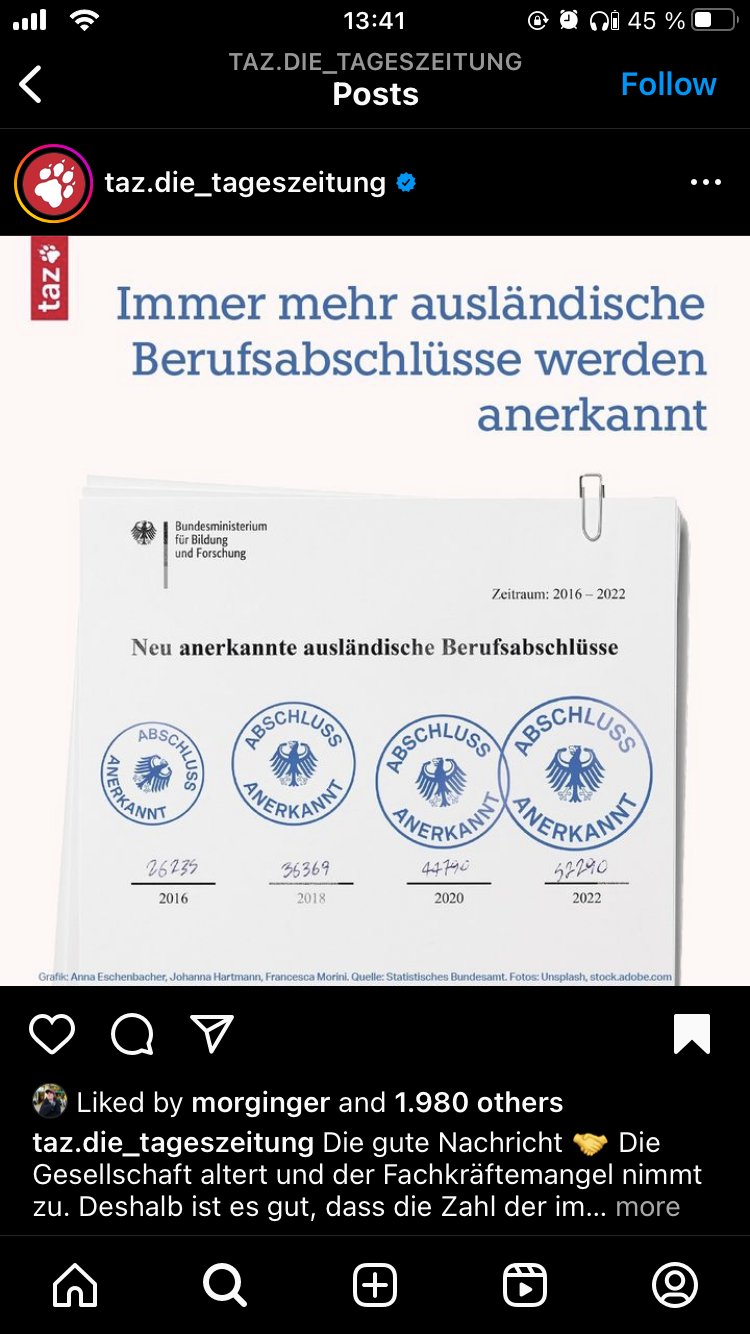 13:41
45 %
TAZ.DIE_TAGESZEITUNG
Posts
Follow
taz.die_tageszeitung
taz
Immer mehr ausländische
Berufsabschlüsse werden
anerkannt
Bundesministerium
für Bildung
und Forschung
Zeitraum: 2016 – 2022
Neu anerkannte ausländische Berufsabschlüsse
ABSCHLUSS ANERKANNT
ABSCHLUSS ANERKANNT
ABSCHLUSS ANERKANNT
ABSCHLUSS ANERKANNT
26235 36369 44790 52290
2016 2018 2020 2022
Grafik: Anna Eschenbacher, Johanna Hartmann, Francesca Morini. Quelle: Statistisches Bundesamt. Fotos: Unsplash, stock.adobe.com
Liked by morginger and 1.980 others
taz.die_tageszeitung Die gute Nachricht 🤝 Die
Gesellschaft altert und der Fachkräftemangel nimmt
zu. Deshalb ist es gut, dass die Zahl der im... more